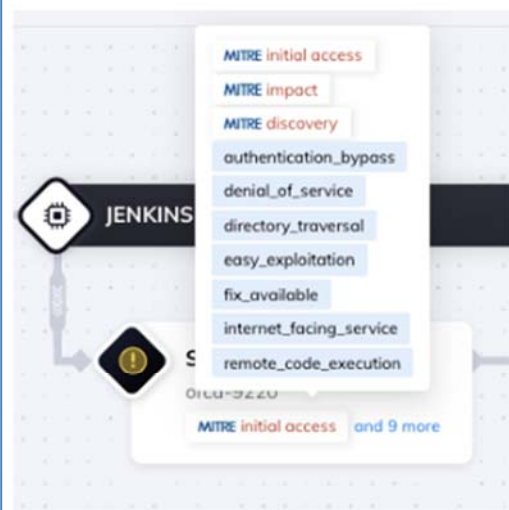 MITRE initial access
MITRE impact
MITRE discovery
authentication_bypass
denial_of_service
directory_traversal
JENKINS
easy_exploitation
fix_available
internet_facing_service
remote_code_execution
S
orca-9220
MITRE initial access and 9 more